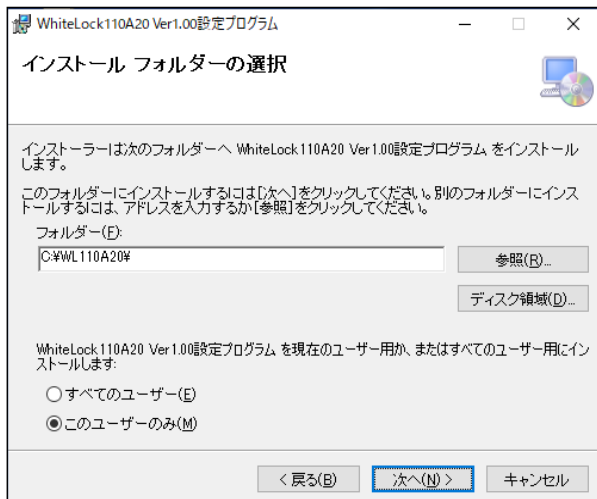 WhiteLock110A20 Ver1.00設定プログラム
インストール フォルダーの選択
インストーラーは次のフォルダーへ WhiteLock110A20 Ver1.00設定プログラム をインストール
します。
このフォルダーにインストールするには[次へ]をクリックしてください。別のフォルダーにインス
トールするには、アドレスを入力するか[参照]をクリックしてください。
フォルダー(F):
C:¥WL110A20¥
参照(R)...
ディスク領域(D)...
WhiteLock110A20 Ver1.00設定プログラム を現在のユーザー用か、またはすべてのユーザー用にイン
ストールします:
すべてのユーザー(E)
このユーザーのみ(M)
< 戻る(B)
次へ(N) >
キャンセル